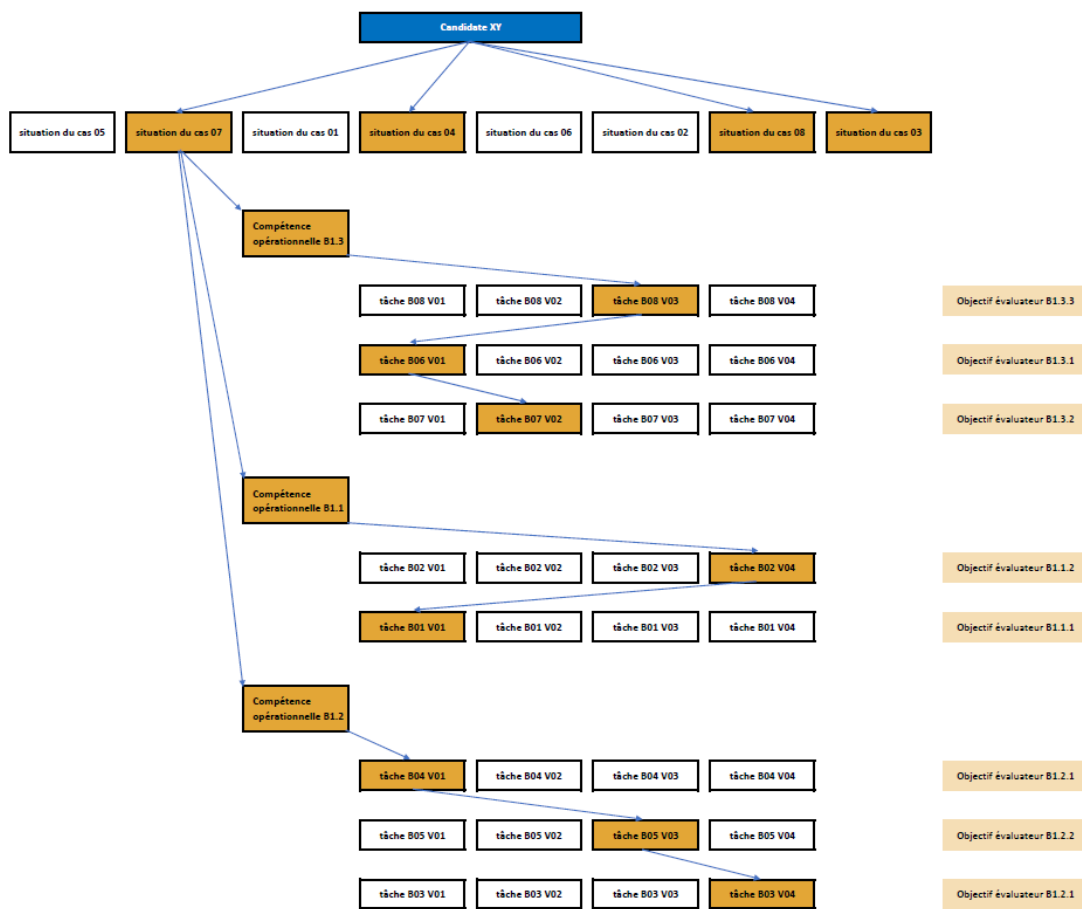 Candidate XY
situation du cas 05 situation du cas 07 situation du cas 01 situation du cas 04 situation du cas 06 situation du cas 02 situation du cas 08 situation du cas 03
Compétence
opérationnelle B1.3
tâche B08 V01 tâche B08 V02 tâche B08 V03 tâche B08 V04 Objectif évaluateur B1.3.3
tâche B06 V01 tâche B06 V02 tâche B06 V03 tâche B06 V04 Objectif évaluateur B1.3.1
tâche B07 V01 tâche B07 V02 tâche B07 V03 tâche B07 V04 Objectif évaluateur B1.3.2
Compétence
opérationnelle B1.1
tâche B02 V01 tâche B02 V02 tâche B02 V03 tâche B02 V04 Objectif évaluateur B1.1.2
tâche B01 V01 tâche B01 V02 tâche B01 V03 tâche B01 V04 Objectif évaluateur B1.1.1
Compétence
opérationnelle B1.2
tâche B04 V01 tâche B04 V02 tâche B04 V03 tâche B04 V04 Objectif évaluateur B1.2.1
tâche B05 V01 tâche B05 V02 tâche B05 V03 tâche B05 V04 Objectif évaluateur B1.2.2
tâche B03 V01 tâche B03 V02 tâche B03 V03 tâche B03 V04 Objectif évaluateur B1.2.1